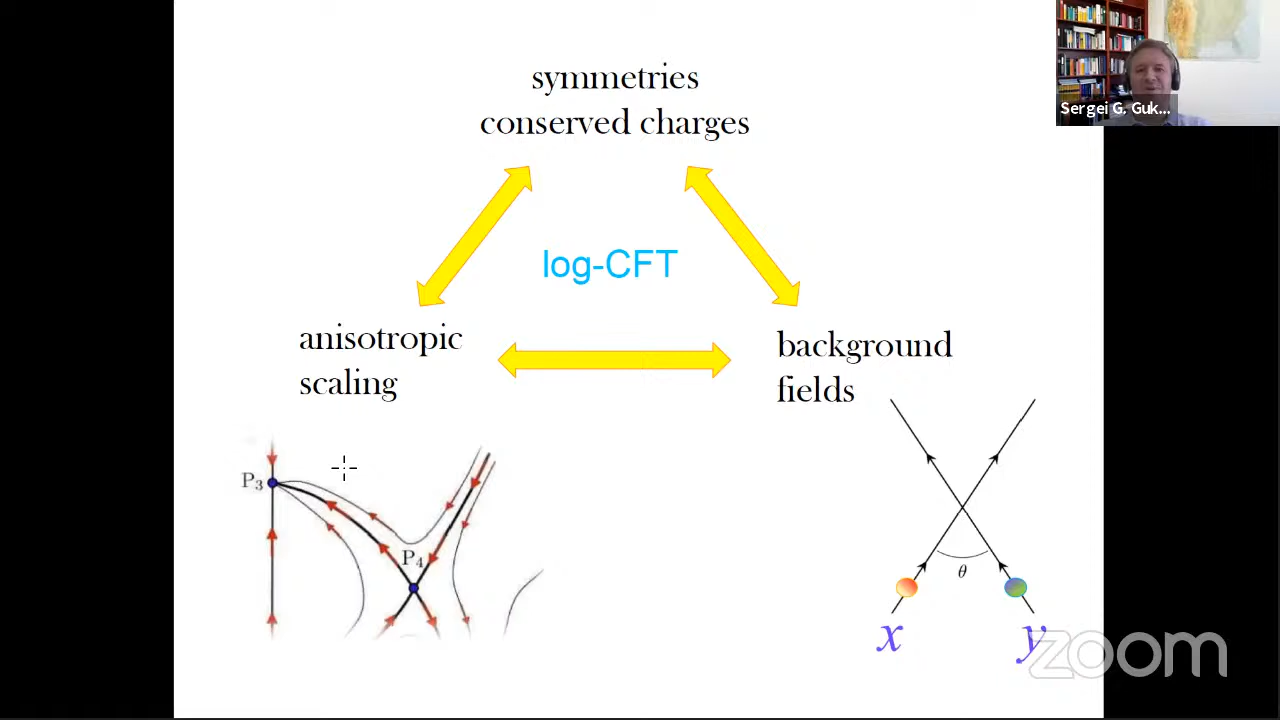 symmetries
conserved charges
Sergei G. Guk...
log-CFT
anisotropic
scaling
background
fields
P3
P4
θ
x
y
zoom